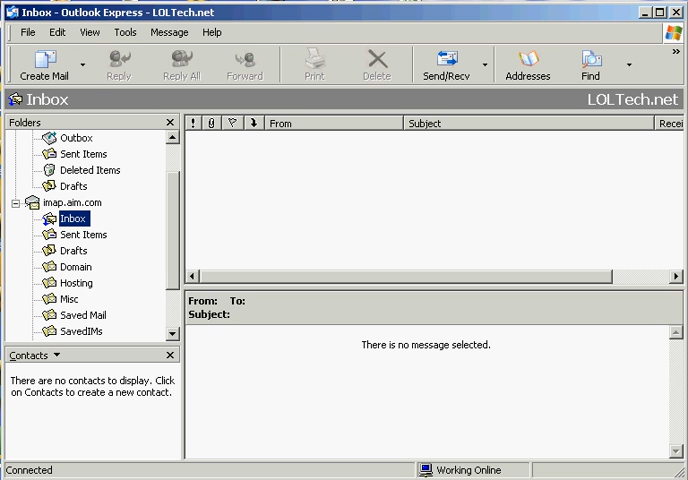 Inbox - Outlook Express - LOLTech.net
File Edit View Tools Message Help
Create Mail Reply Reply All Forward Print Delete Send/Recv Addresses Find
Inbox LOLTech.net
Folders
! From Subject Recei
Outbox
Sent Items
Deleted Items
Drafts
imap.aim.com
Inbox
Sent Items
Drafts
Domain
Hosting
Misc
Saved Mail
SavedIMs
From: To:
Subject:
There is no message selected.
Contacts
There are no contacts to display. Click
on Contacts to create a new contact.
Connected Working Online